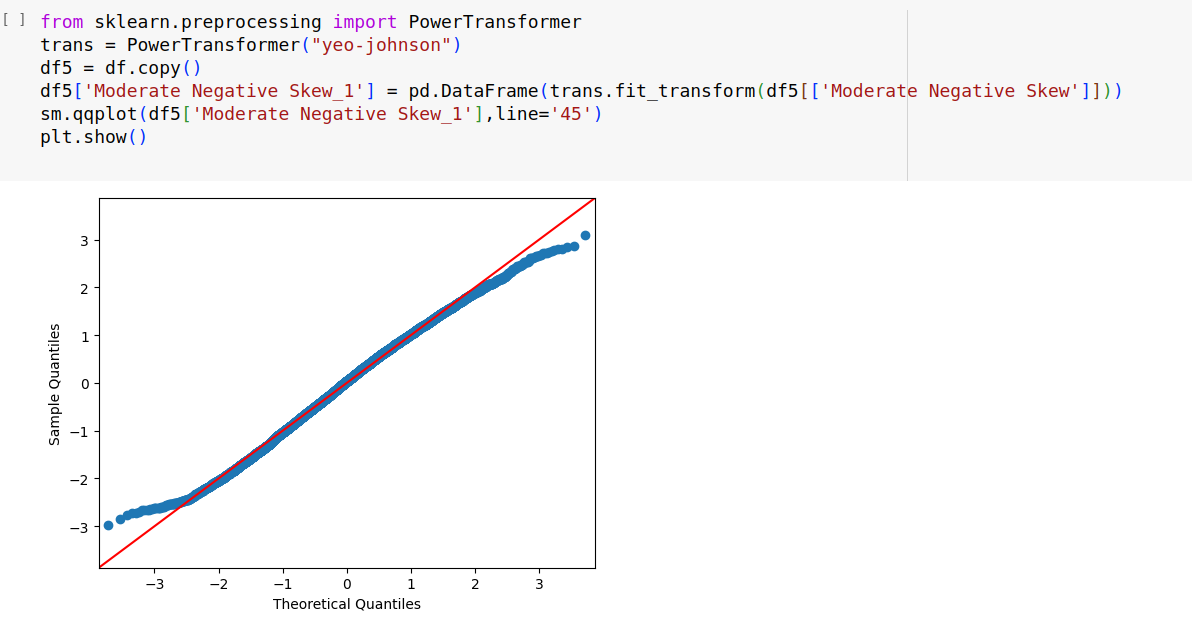 [ ] from sklearn.preprocessing import PowerTransformer
trans = PowerTransformer("yeo-johnson")
df5 = df.copy()
df5['Moderate Negative Skew_1'] = pd.DataFrame(trans.fit_transform(df5[['Moderate Negative Skew']]))
sm.qqplot(df5['Moderate Negative Skew_1'],line='45')
plt.show()
3
2
1
0
−1
−2
−3
Sample Quantiles
−3 −2 −1 0 1 2 3
Theoretical Quantiles